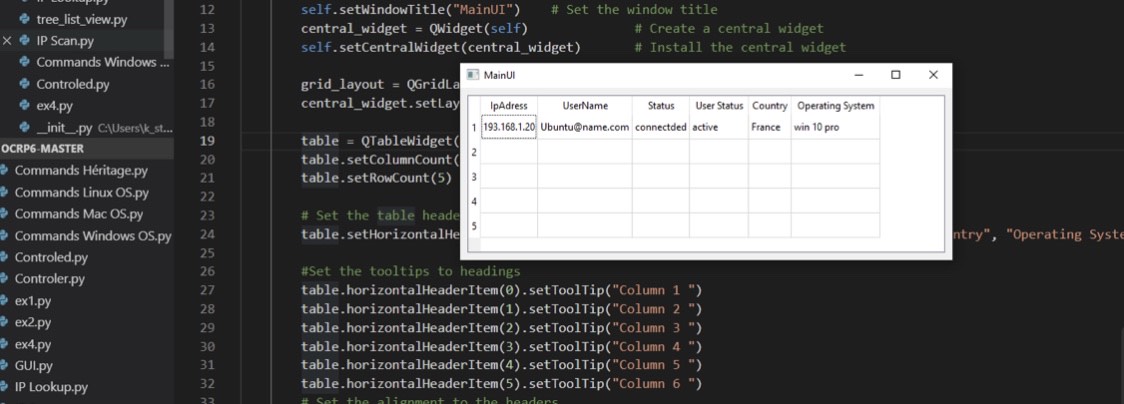 IP Lookup.py
tree_list_view.py
IP Scan.py
Commands Windows ...
Controled.py
ex4.py
__init__.py C:\Users\k_st...
OCRP6-MASTER
Commands Héritage.py
Commands Linux OS.py
Commands Mac OS.py
Commands Windows OS.py
Controled.py
Controler.py
ex1.py
ex2.py
ex4.py
GUI.py
IP Lookup.py
12 self.setWindowTitle("MainUI") # Set the window title
13 central_widget = QWidget(self) # Create a central widget
14 self.setCentralWidget(central_widget) # Install the central widget
15
16 grid_layout = QGridLa
17 central_widget.setLay
18
19 table = QTableWidget(
20 table.setColumnCount(
21 table.setRowCount(5)
22
23 # Set the table heade
24 table.setHorizontalHe ntry", "Operating Syste
25
26 #Set the tooltips to headings
27 table.horizontalHeaderItem(0).setToolTip("Column 1 ")
28 table.horizontalHeaderItem(1).setToolTip("Column 2 ")
29 table.horizontalHeaderItem(2).setToolTip("Column 3 ")
30 table.horizontalHeaderItem(3).setToolTip("Column 4 ")
31 table.horizontalHeaderItem(4).setToolTip("Column 5 ")
32 table.horizontalHeaderItem(5).setToolTip("Column 6 ")
33 # Set the alignment to the headers
MainUI
IpAdress UserName Status User Status Country Operating System
1 193.168.1.20 Ubuntu@name.com connectded active France win 10 pro
2
3
4
5